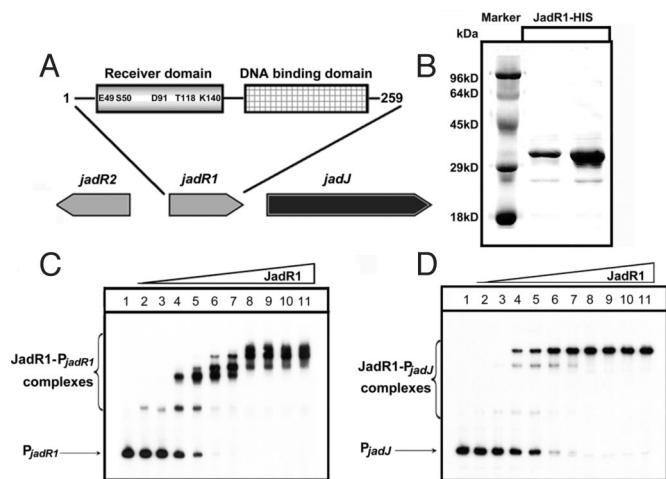 A
Receiver domain
DNA binding domain
1
E49 S50 D91 T118 K140
259
jadR2
jadR1
jadJ
B
Marker
JadR1-HIS
kDa
96kD
64kD
45kD
29kD
18kD
C
JadR1
1 2 3 4 5 6 7 8 9 10 11
JadR1-PjadR1
complexes
PjadR1
D
JadR1
1 2 3 4 5 6 7 8 9 10 11
JadR1-PjadJ
complexes
PjadJ